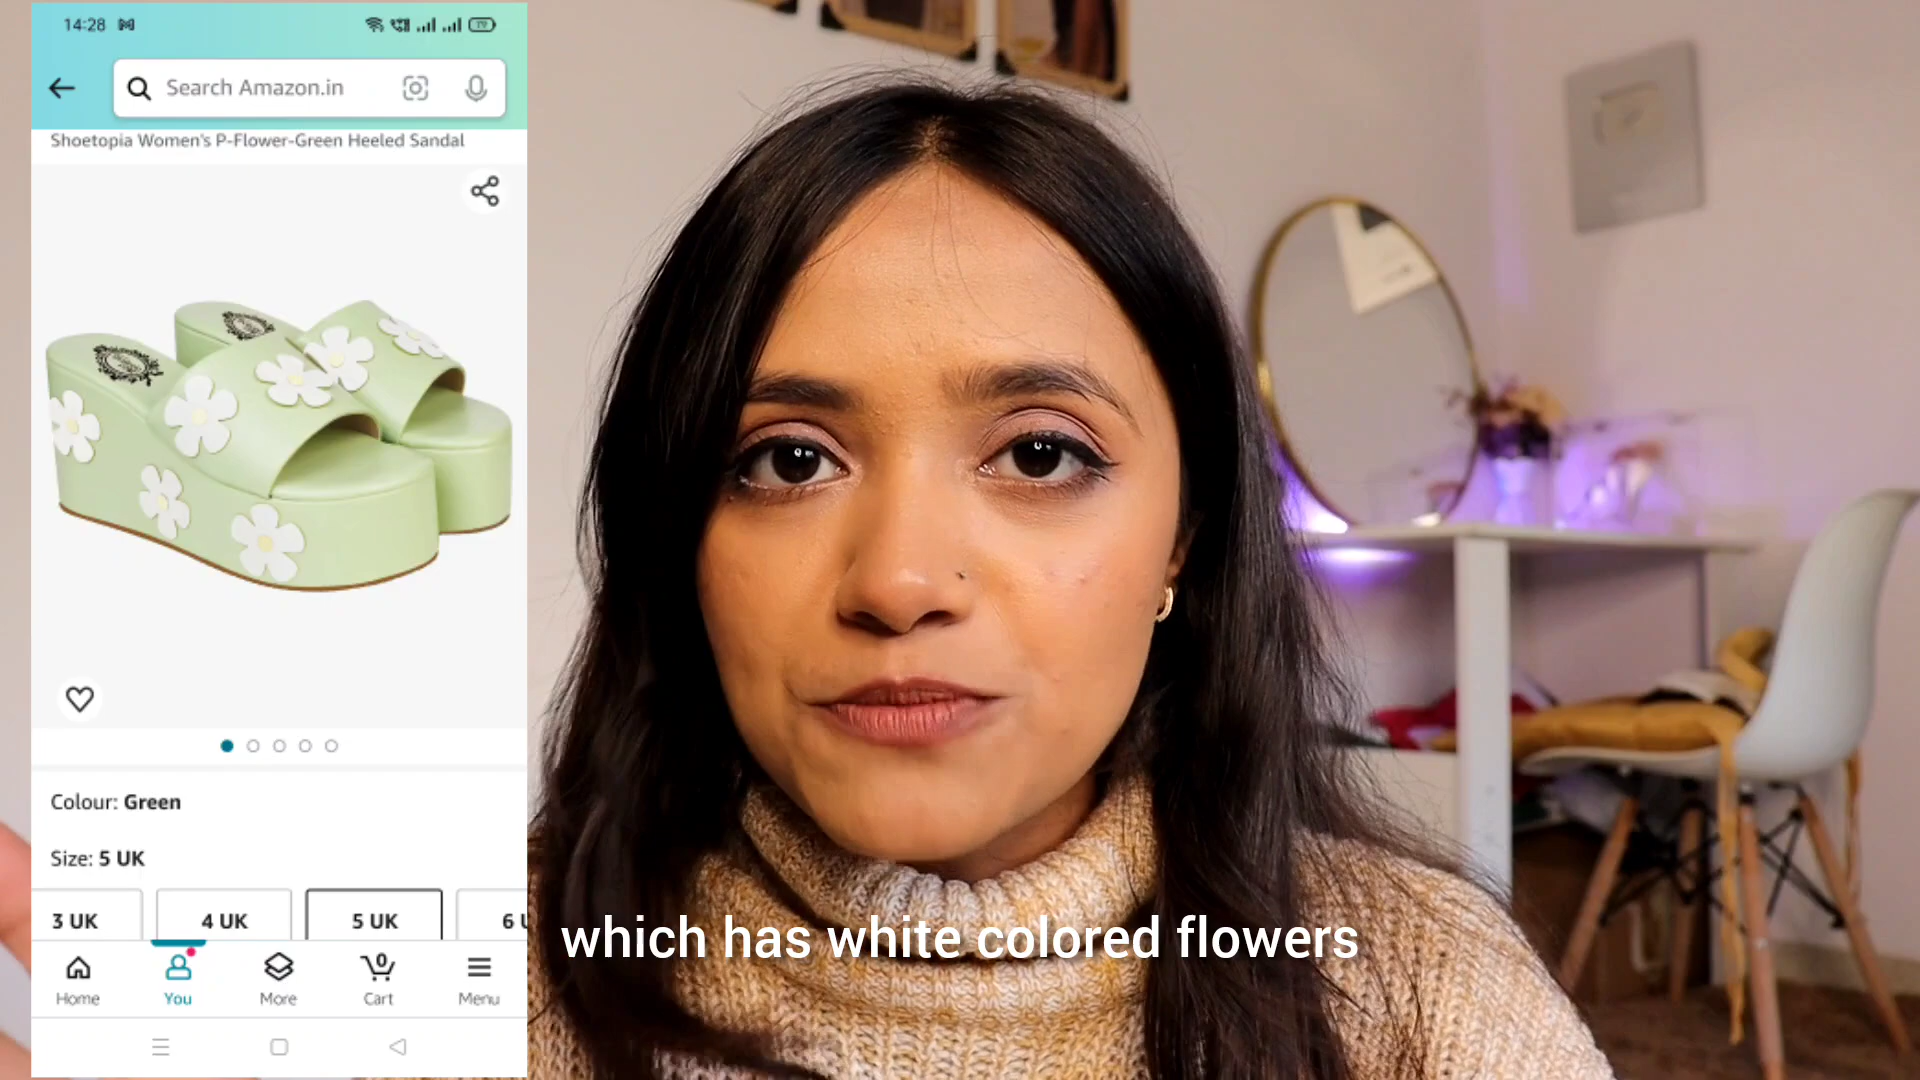 14:28
Search Amazon.in
Shoetopia Women's P-Flower-Green Heeled Sandal
Colour: Green
Size: 5 UK
3 UK 4 UK 5 UK 6 U
which has white colored flowers
Home You More 0 Cart Menu